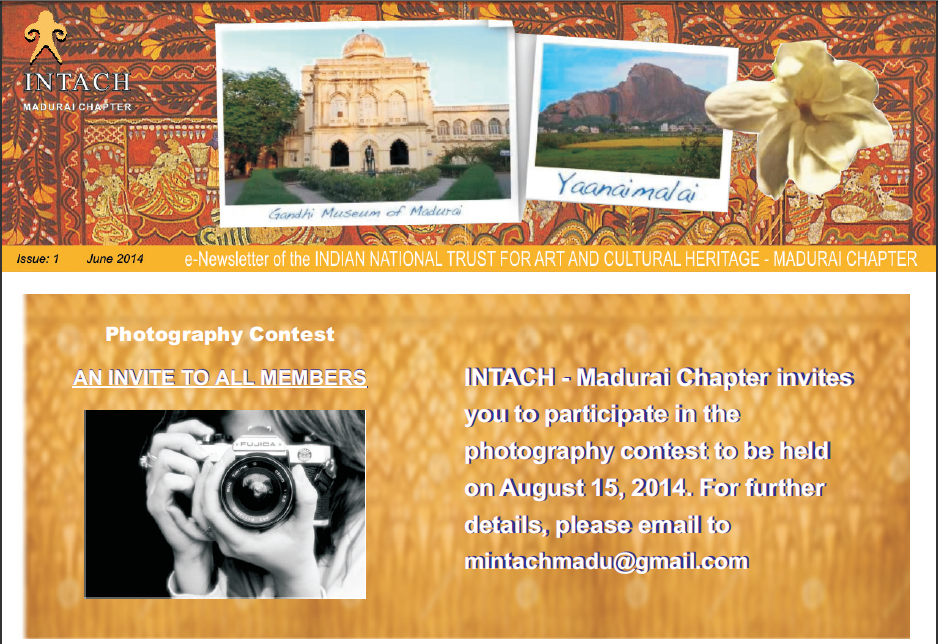 INTACH
MADURAI CHAPTER
Gandhi Museum of Madurai
Yaanaimalai
Issue: 1 June 2014 e-Newsletter of the INDIAN NATIONAL TRUST FOR ART AND CULTURAL HERITAGE - MADURAI CHAPTER
Photography Contest
AN INVITE TO ALL MEMBERS
FUJICA
INTACH - Madurai Chapter invites
you to participate in the
photography contest to be held
on August 15, 2014. For further
details, please email to
mintachmadu@gmail.com